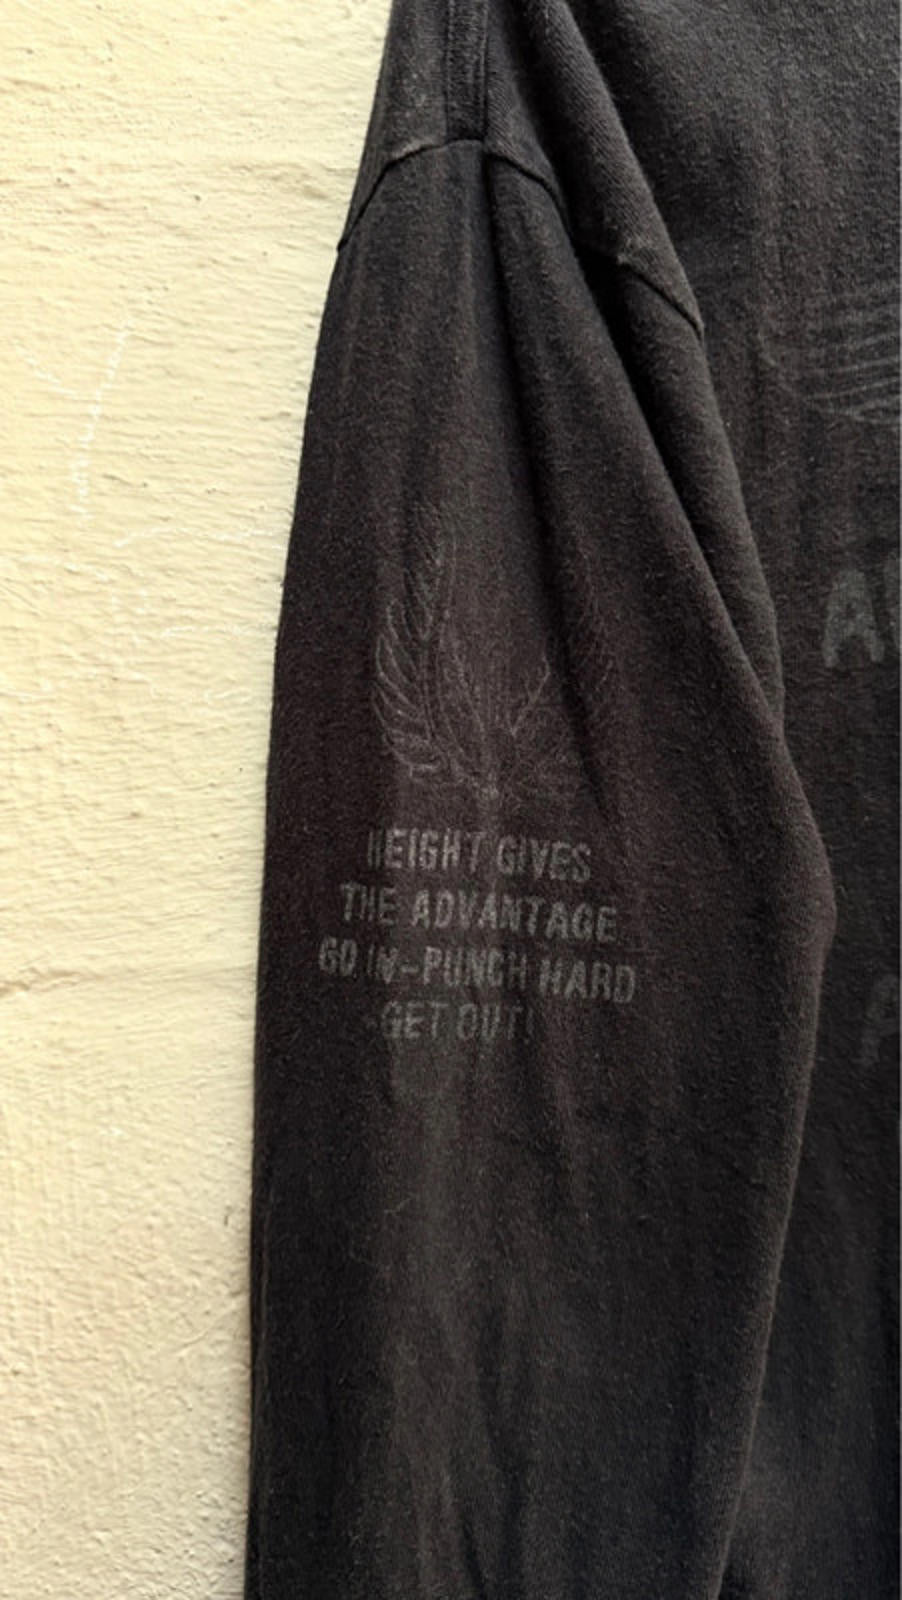 HEIGHT GIVES
THE ADVANTAGE
GO IN-PUNCH HARD
-GET OUT!